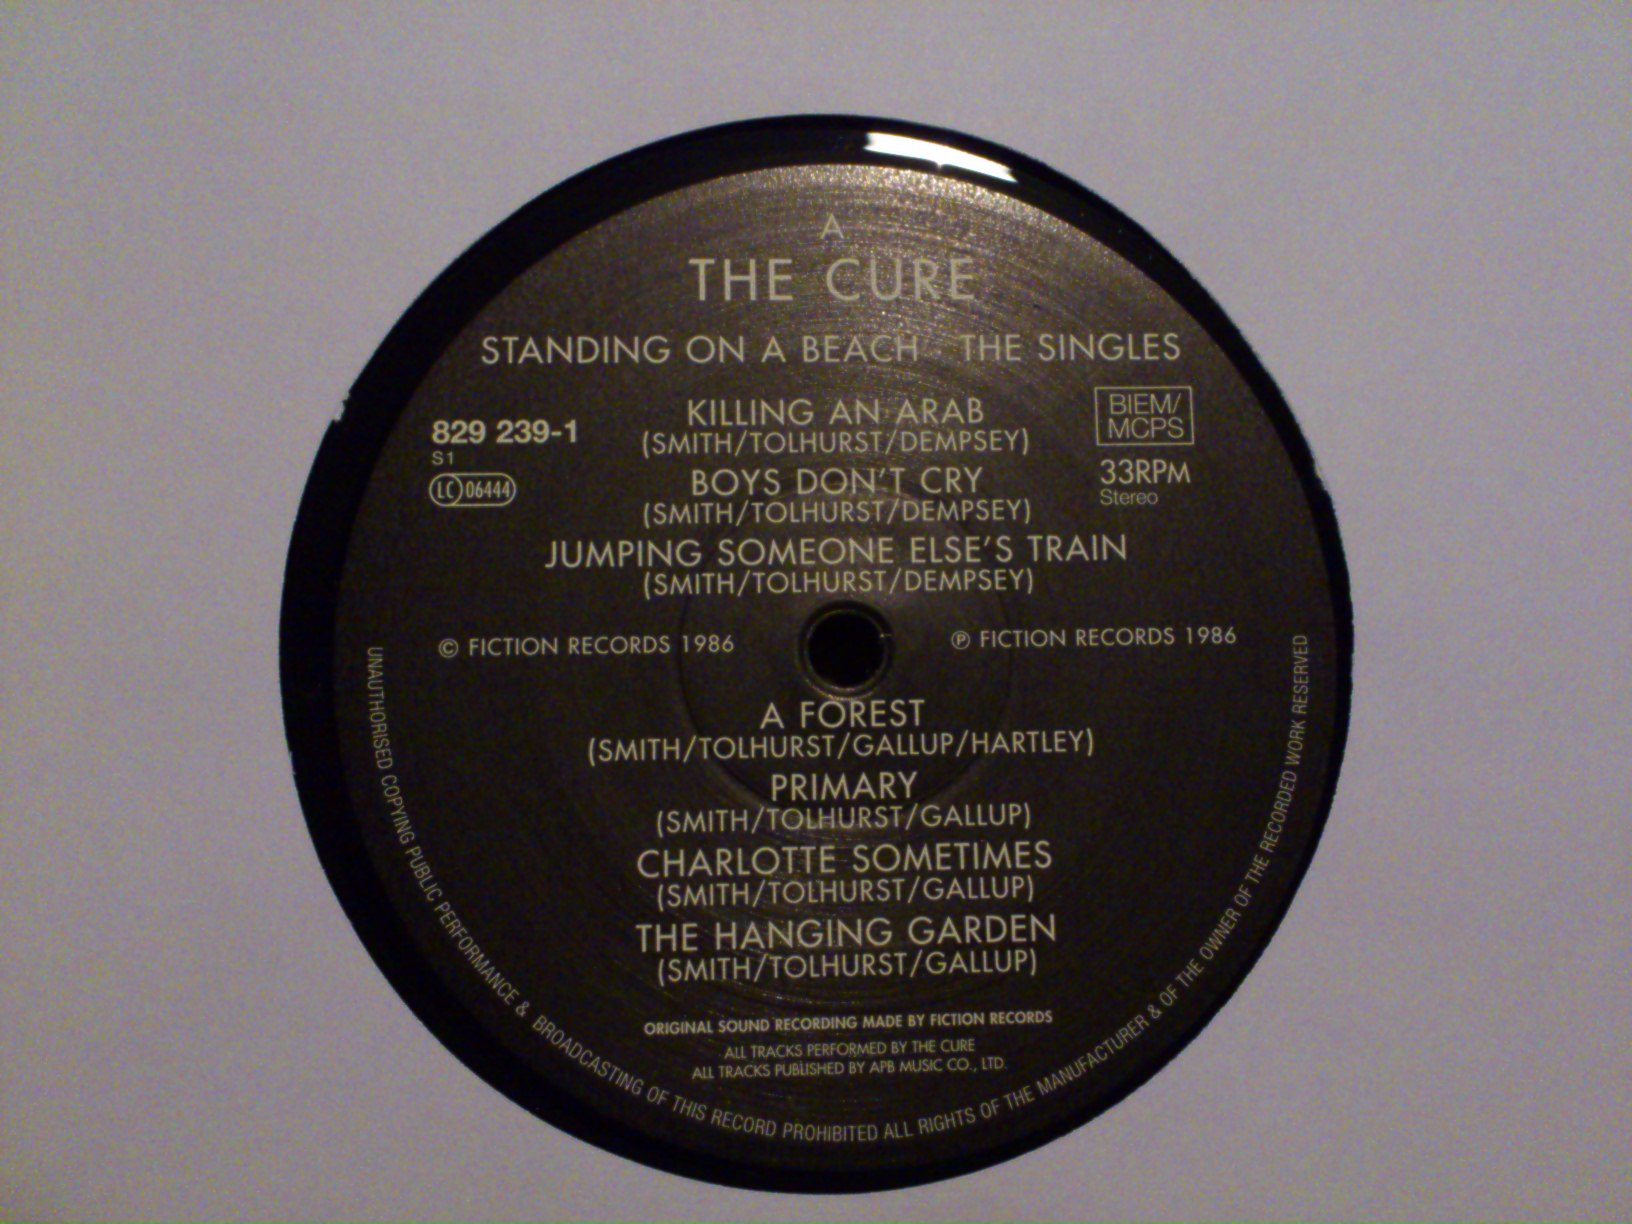 A
THE CURE
STANDING ON A BEACH · THE SINGLES
829 239-1
S1
LC 06444
BIEM/
MCPS
33RPM
Stereo
KILLING AN ARAB
(SMITH/TOLHURST/DEMPSEY)
BOYS DON'T CRY
(SMITH/TOLHURST/DEMPSEY)
JUMPING SOMEONE ELSE'S TRAIN
(SMITH/TOLHURST/DEMPSEY)
© FICTION RECORDS 1986
℗ FICTION RECORDS 1986
A FOREST
(SMITH/TOLHURST/GALLUP/HARTLEY)
PRIMARY
(SMITH/TOLHURST/GALLUP)
CHARLOTTE SOMETIMES
(SMITH/TOLHURST/GALLUP)
THE HANGING GARDEN
(SMITH/TOLHURST/GALLUP)
ORIGINAL SOUND RECORDING MADE BY FICTION RECORDS
ALL TRACKS PERFORMED BY THE CURE
ALL TRACKS PUBLISHED BY APB MUSIC CO., LTD.
UNAUTHORISED COPYING PUBLIC PERFORMANCE & BROADCASTING OF THIS RECORD PROHIBITED ALL RIGHTS OF THE MANUFACTURER & OF THE OWNER OF THE RECORDED WORK RESERVED